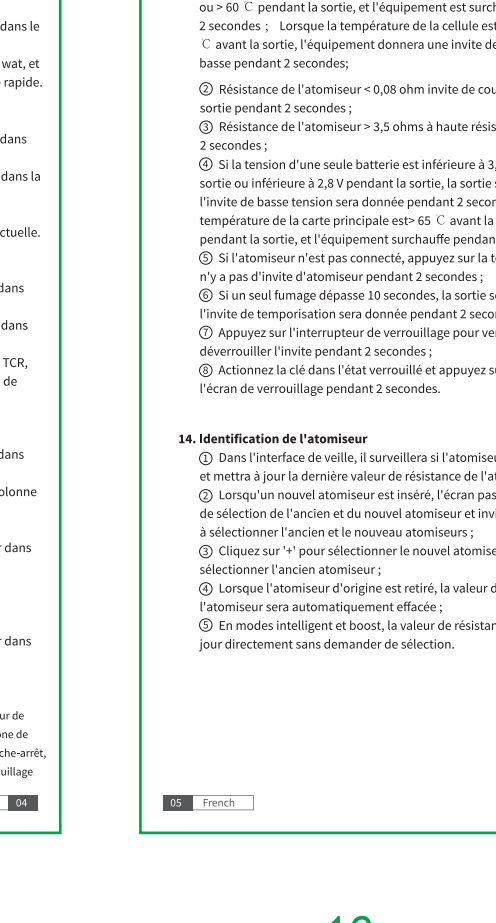 dans le
wat, et
rapide.
dans
dans la
ctuelle.
dans
dans
TCR,
de
dans
olonne
dans
dans
ur de
one de
che-arrêt,
uillage
04
ou > 60 ℃ pendant la sortie, et l'équipement est surch
2 secondes ; Lorsque la température de la cellule est
℃ avant la sortie, l'équipement donnera une invite de
basse pendant 2 secondes;
② Résistance de l'atomiseur < 0,08 ohm invite de cou
sortie pendant 2 secondes ;
③ Résistance de l'atomiseur > 3,5 ohms à haute résis
2 secondes ;
④ Si la tension d'une seule batterie est inférieure à 3,
sortie ou inférieure à 2,8 V pendant la sortie, la sortie s
l'invite de basse tension sera donnée pendant 2 secon
température de la carte principale est> 65 ℃ avant la
pendant la sortie, et l'équipement surchauffe pendan
⑤ Si l'atomiseur n'est pas connecté, appuyez sur la t
n'y a pas d'invite d'atomiseur pendant 2 secondes ;
⑥ Si un seul fumage dépasse 10 secondes, la sortie s
l'invite de temporisation sera donnée pendant 2 secon
⑦ Appuyez sur l'interrupteur de verrouillage pour ve
déverrouiller l'invite pendant 2 secondes ;
⑧ Actionnez la clé dans l'état verrouillé et appuyez s
l'écran de verrouillage pendant 2 secondes.
14. Identification de l'atomiseur
① Dans l'interface de veille, il surveillera si l'atomiseu
et mettra à jour la dernière valeur de résistance de l'at
② Lorsqu'un nouvel atomiseur est inséré, l'écran pas
de sélection de l'ancien et du nouvel atomiseur et invi
à sélectionner l'ancien et le nouveau atomiseurs ;
③ Cliquez sur '+' pour sélectionner le nouvel atomise
sélectionner l'ancien atomiseur ;
④ Lorsque l'atomiseur d'origine est retiré, la valeur d
l'atomiseur sera automatiquement effacée ;
⑤ En modes intelligent et boost, la valeur de résistan
jour directement sans demander de sélection.
05 French